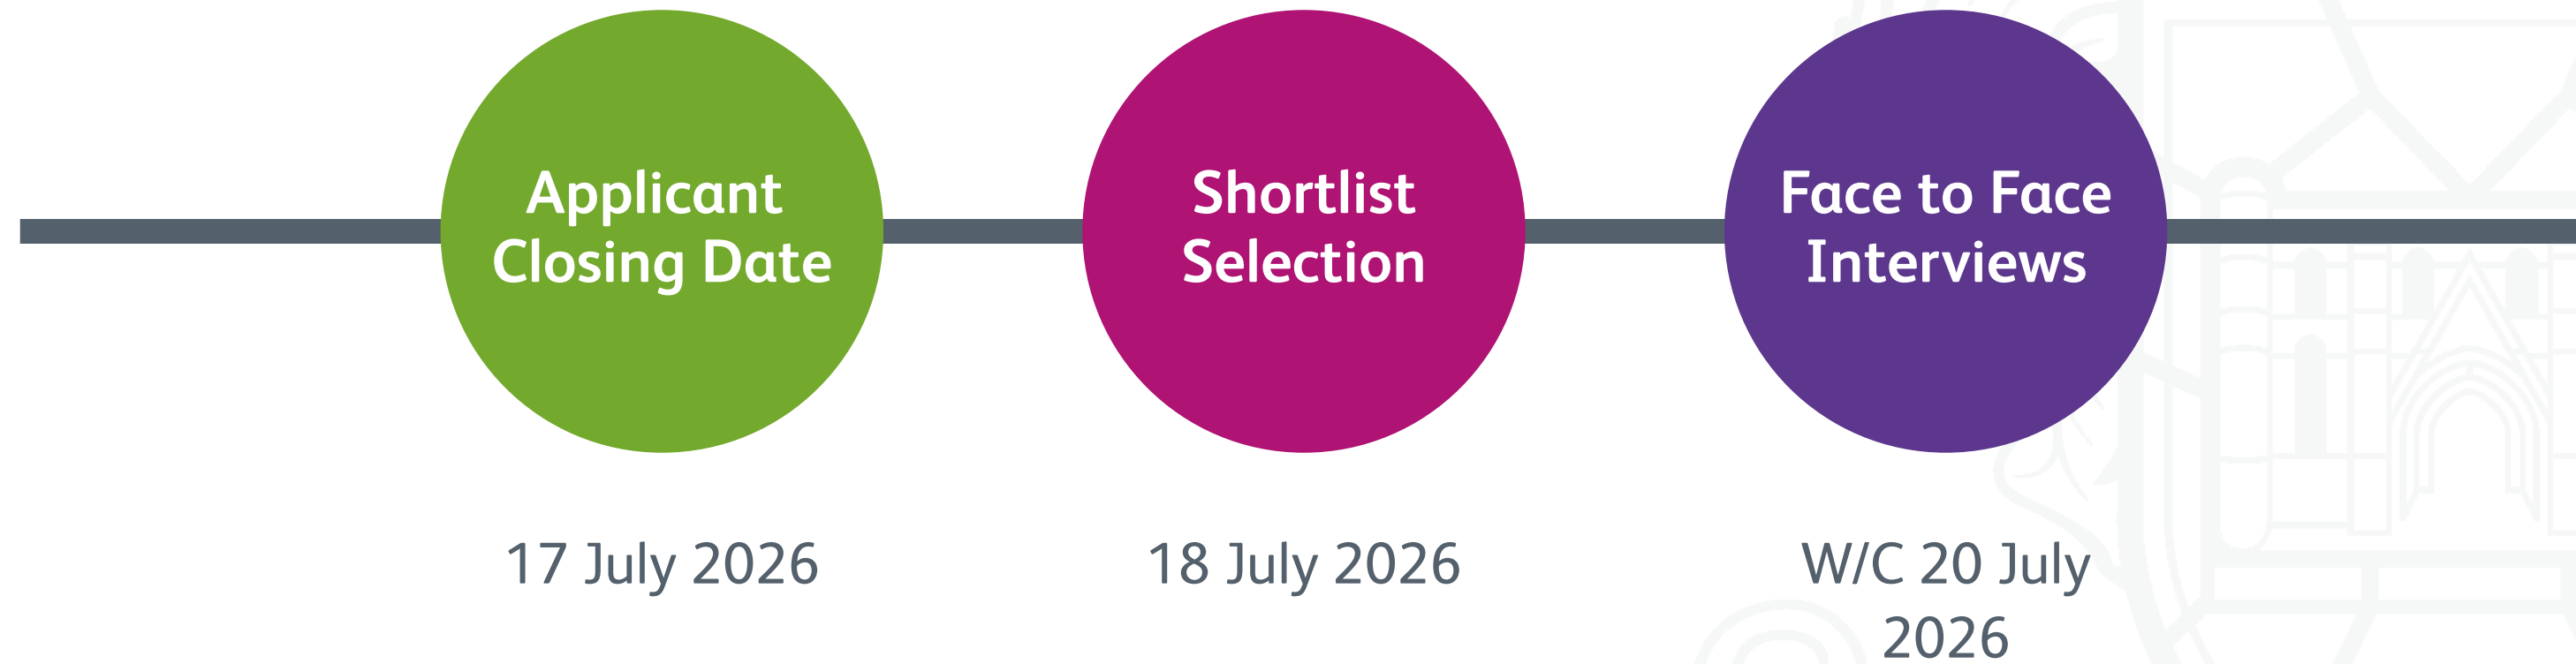 Applicant
Closing Date
Shortlist
Selection
Face to Face
Interviews
17 July 2026
18 July 2026
W/C 20 July
2026